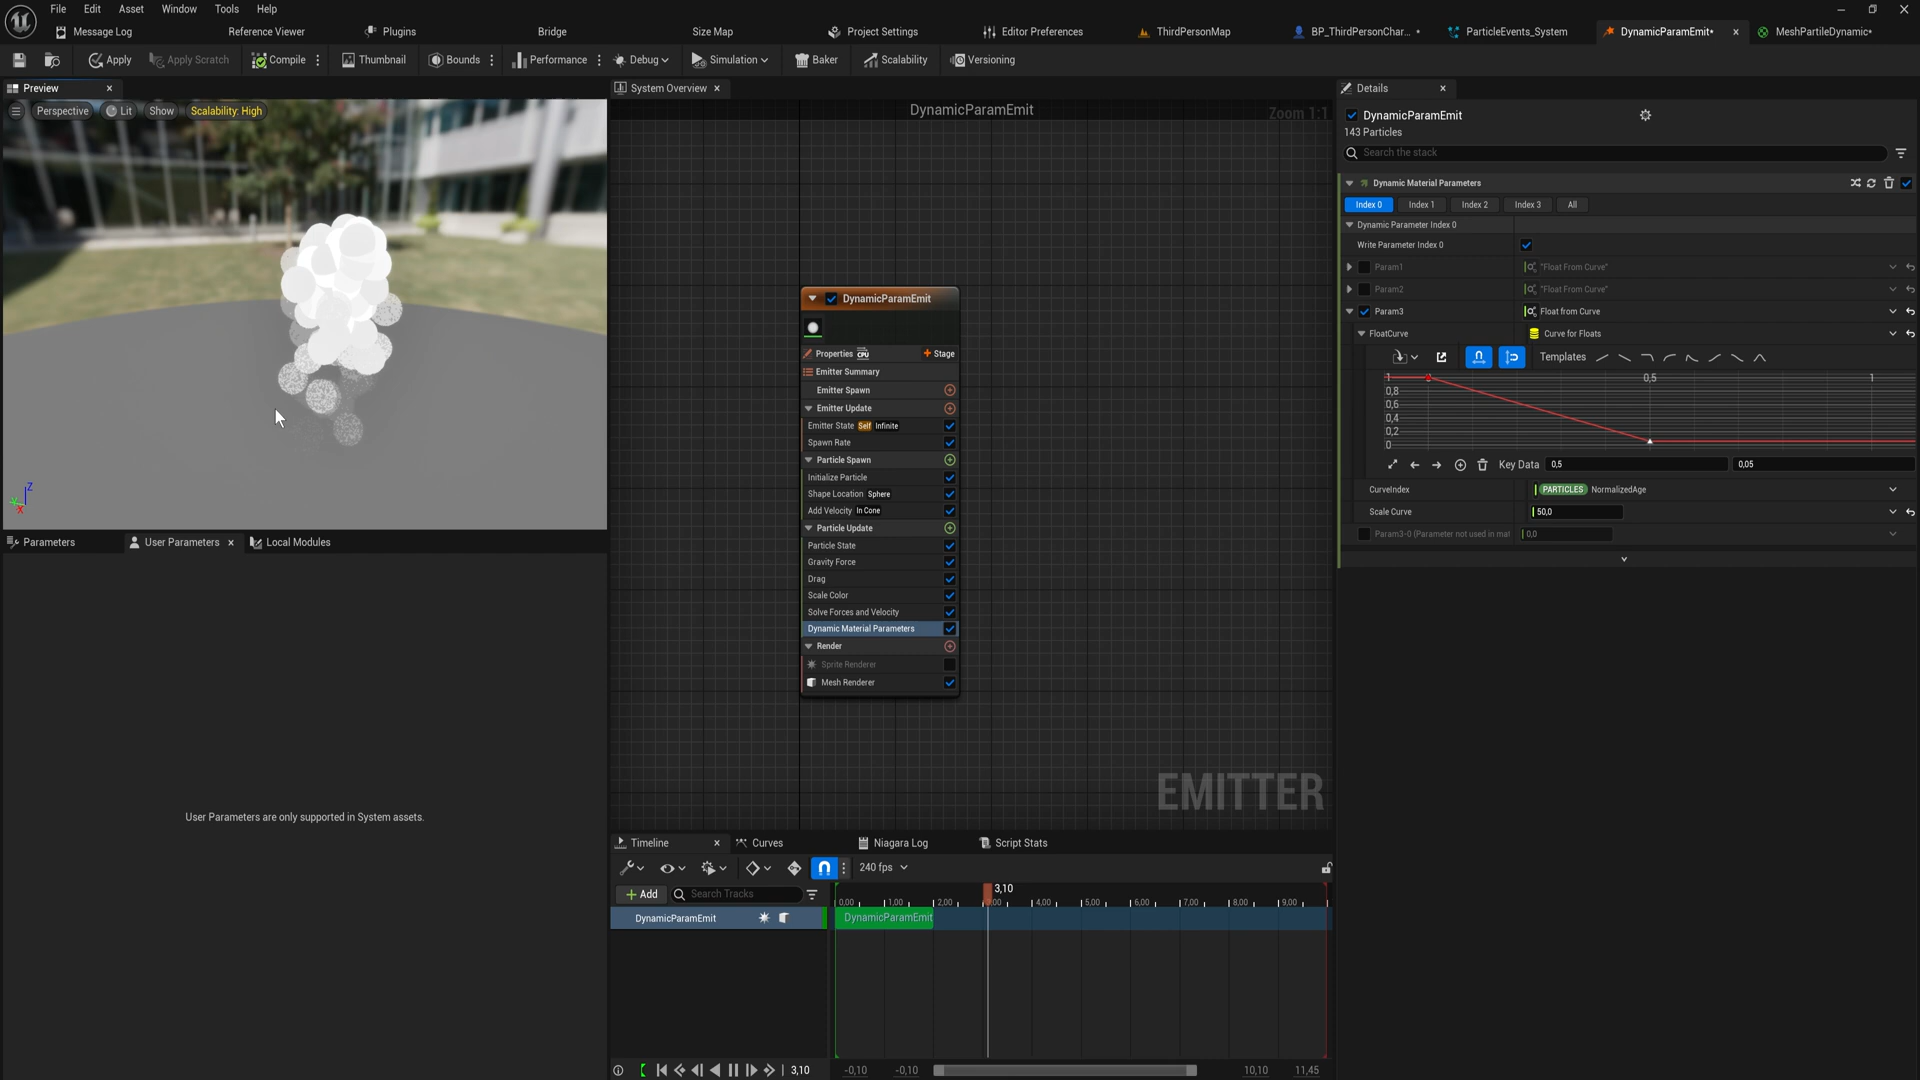 File Edit Asset Window Tools Help
Message Log Reference Viewer Plugins Bridge Size Map Project Settings Editor Preferences ThirdPersonMap BP_ThirdPersonChar... • ParticleEvents_System DynamicParamEmit* MeshPartileDynamic*
Apply Apply Scratch Compile Thumbnail Bounds Performance Debug Simulation Baker Scalability Versioning
Preview
Perspective Lit Show Scalability: High
Z
X
Parameters User Parameters Local Modules
User Parameters are only supported in System assets.
System Overview
DynamicParamEmit
Zoom 1:1
DynamicParamEmit
Properties CPU + Stage
Emitter Summary
Emitter Spawn
Emitter Update
Emitter State Self Infinite
Spawn Rate
Particle Spawn
Initialize Particle
Shape Location Sphere
Add Velocity In Cone
Particle Update
Particle State
Gravity Force
Drag
Scale Color
Solve Forces and Velocity
Dynamic Material Parameters
Render
Sprite Renderer
Mesh Renderer
EMITTER
Timeline Curves Niagara Log Script Stats
240 fps
+ Add Search Tracks
3,10
0,00 1,00 2,00 4,00 5,00 6,00 7,00 8,00 9,00
DynamicParamEmit DynamicParamEmit
3,10 -0,10 -0,10 10,10 11,45
Details
DynamicParamEmit
143 Particles
Search the stack
Dynamic Material Parameters
Index 0 Index 1 Index 2 Index 3 All
Dynamic Parameter Index 0
Write Parameter Index 0
Param1 "Float From Curve"
Param2 "Float From Curve"
Param3 Float from Curve
FloatCurve Curve for Floats
Templates
1 0,5 1
0,8
0,6
0,4
0,2
0
Key Data 0,5 0,05
CurveIndex PARTICLES NormalizedAge
Scale Curve 50,0
Param3-0 (Parameter not used in mat 0,0